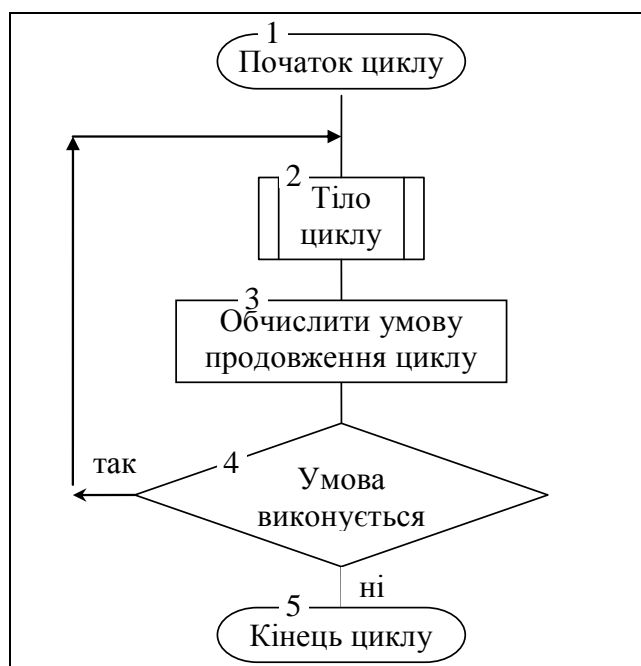 1
Початок циклу
2
Тіло
циклу
3
Обчислити умову
продовження циклу
так
4
Умова
виконується
ні
5
Кінець циклу